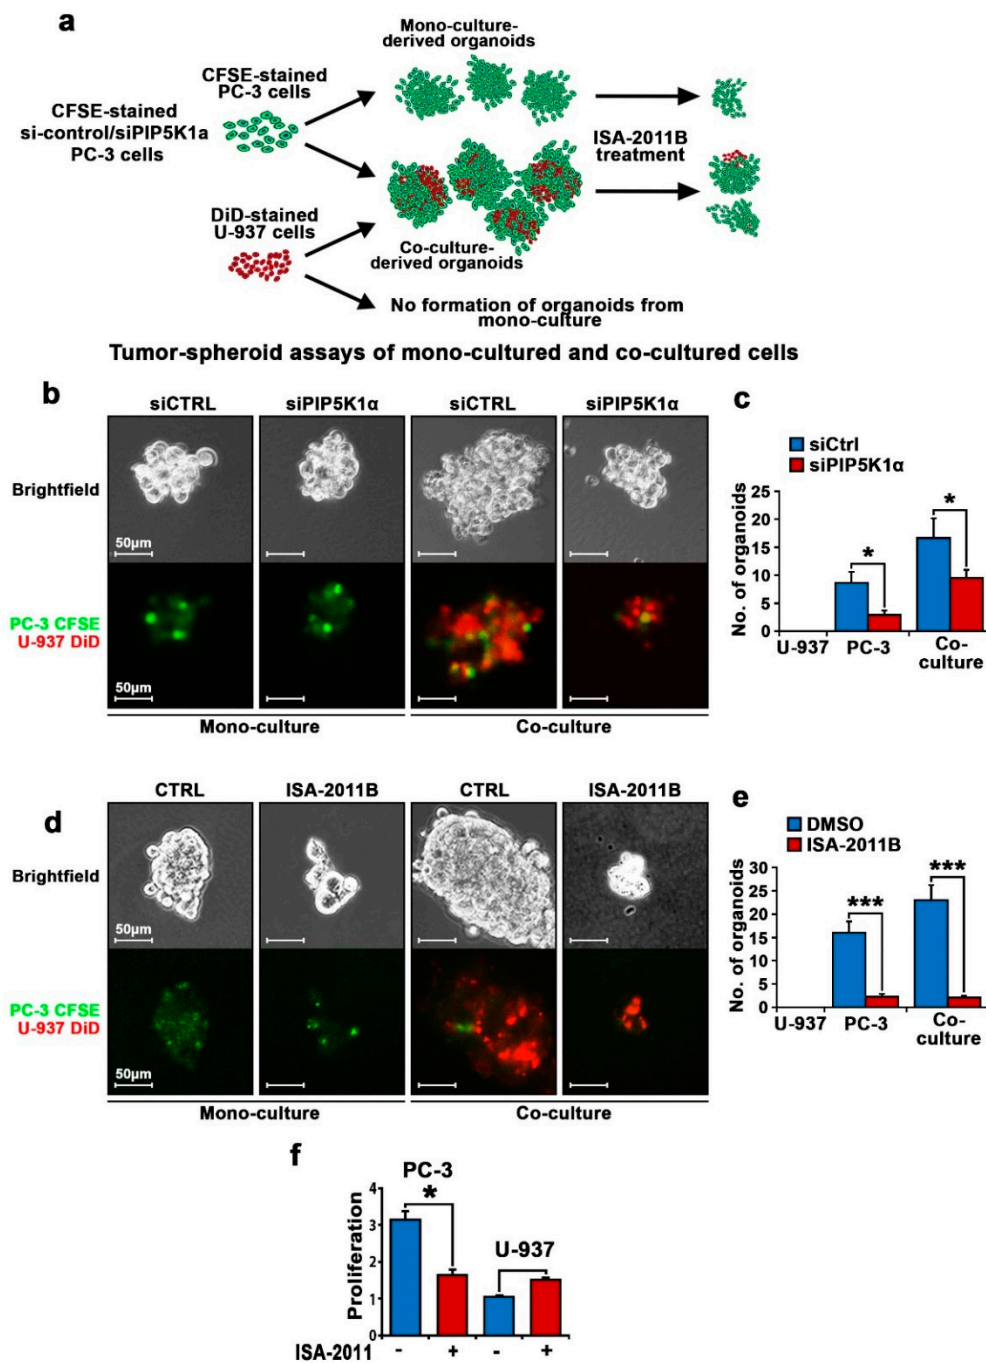 a
Mono-culture-
derived organoids
CFSE-stained
PC-3 cells
CFSE-stained
si-control/siPIP5K1a
PC-3 cells
ISA-2011B
treatment
DiD-stained
U-937 cells
Co-culture-
derived organoids
No formation of organoids from
mono-culture
Tumor-spheroid assays of mono-cultured and co-cultured cells
b
siCTRL siPIP5K1α siCTRL siPIP5K1α
Brightfield
50µm
PC-3 CFSE
U-937 DiD
50µm
Mono-culture Co-culture
c
siCtrl
siPIP5K1α
No. of organoids
25
20
15
10
5
0
* *
U-937 PC-3 Co-
culture
d
CTRL ISA-2011B CTRL ISA-2011B
Brightfield
50µm
PC-3 CFSE
U-937 DiD
50µm
Mono-culture Co-culture
e
DMSO
ISA-2011B
No. of organoids
30
25
20
15
10
5
0
*** ***
U-937 PC-3 Co-
culture
f
PC-3
*
U-937
Proliferation
4
3
2
1
0
ISA-2011 - + - +